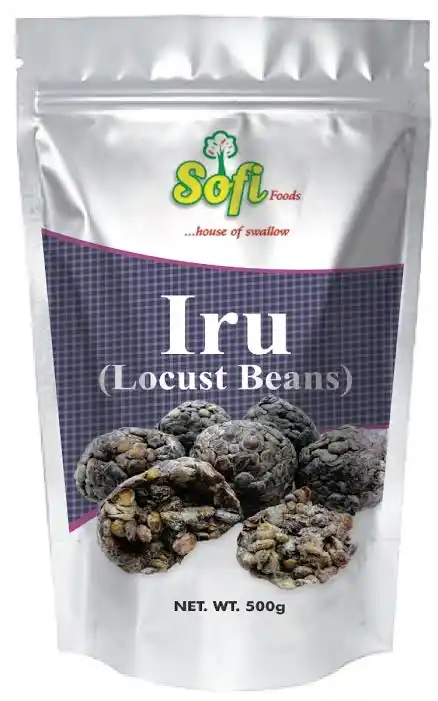 Sofi Foods
...house of swallow
Iru
(Locust Beans)
NET. WT. 500g